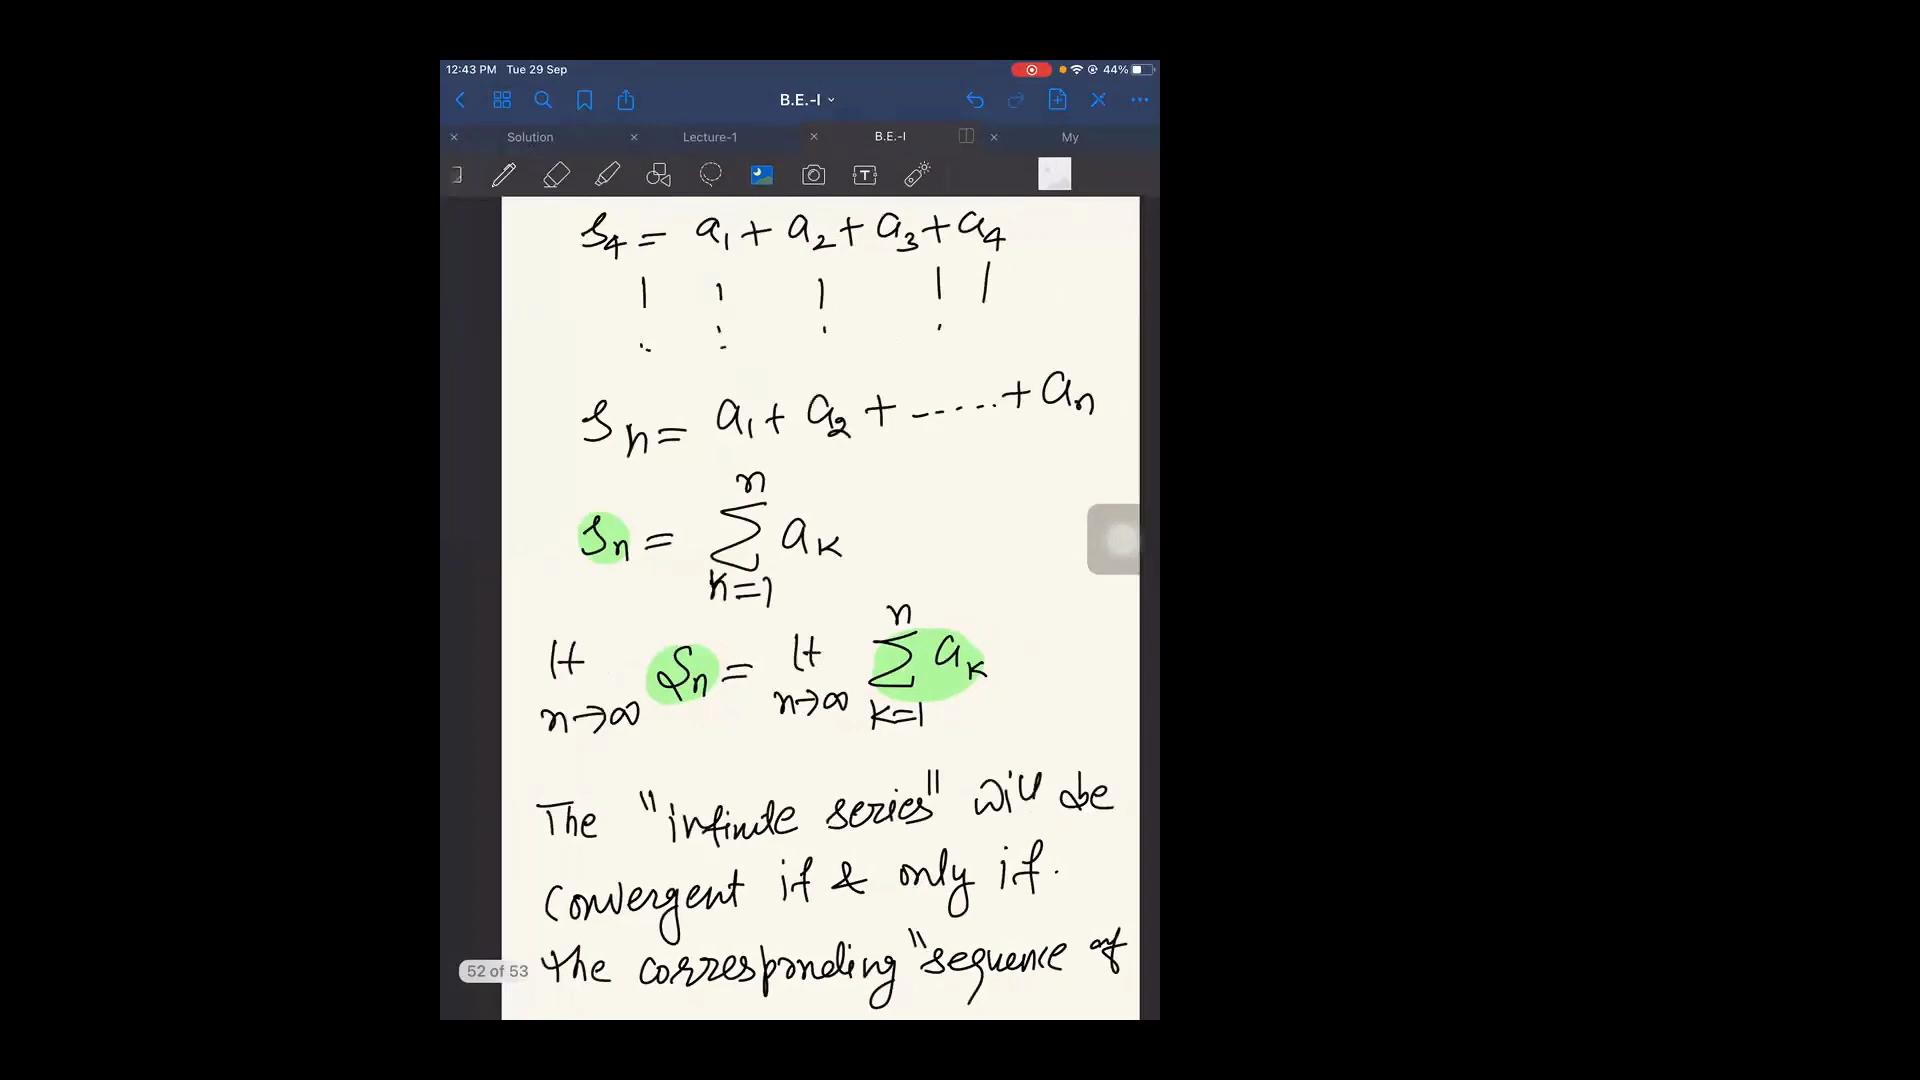 12:43 PM Tue 29 Sep
44%
B.E.-I
Solution
Lecture-1
B.E.-I
My
S₄ = a₁ + a₂ + a₃ + a₄
Sₙ = a₁ + a₂ + ...... + aₙ
n
Sₙ = Σ aₖ
k=1
n
lt Sₙ = lt Σ aₖ
n→∞ n→∞ k=1
The "infinite series" will be
convergent if & only if.
52 of 53
the corresponding "sequence of